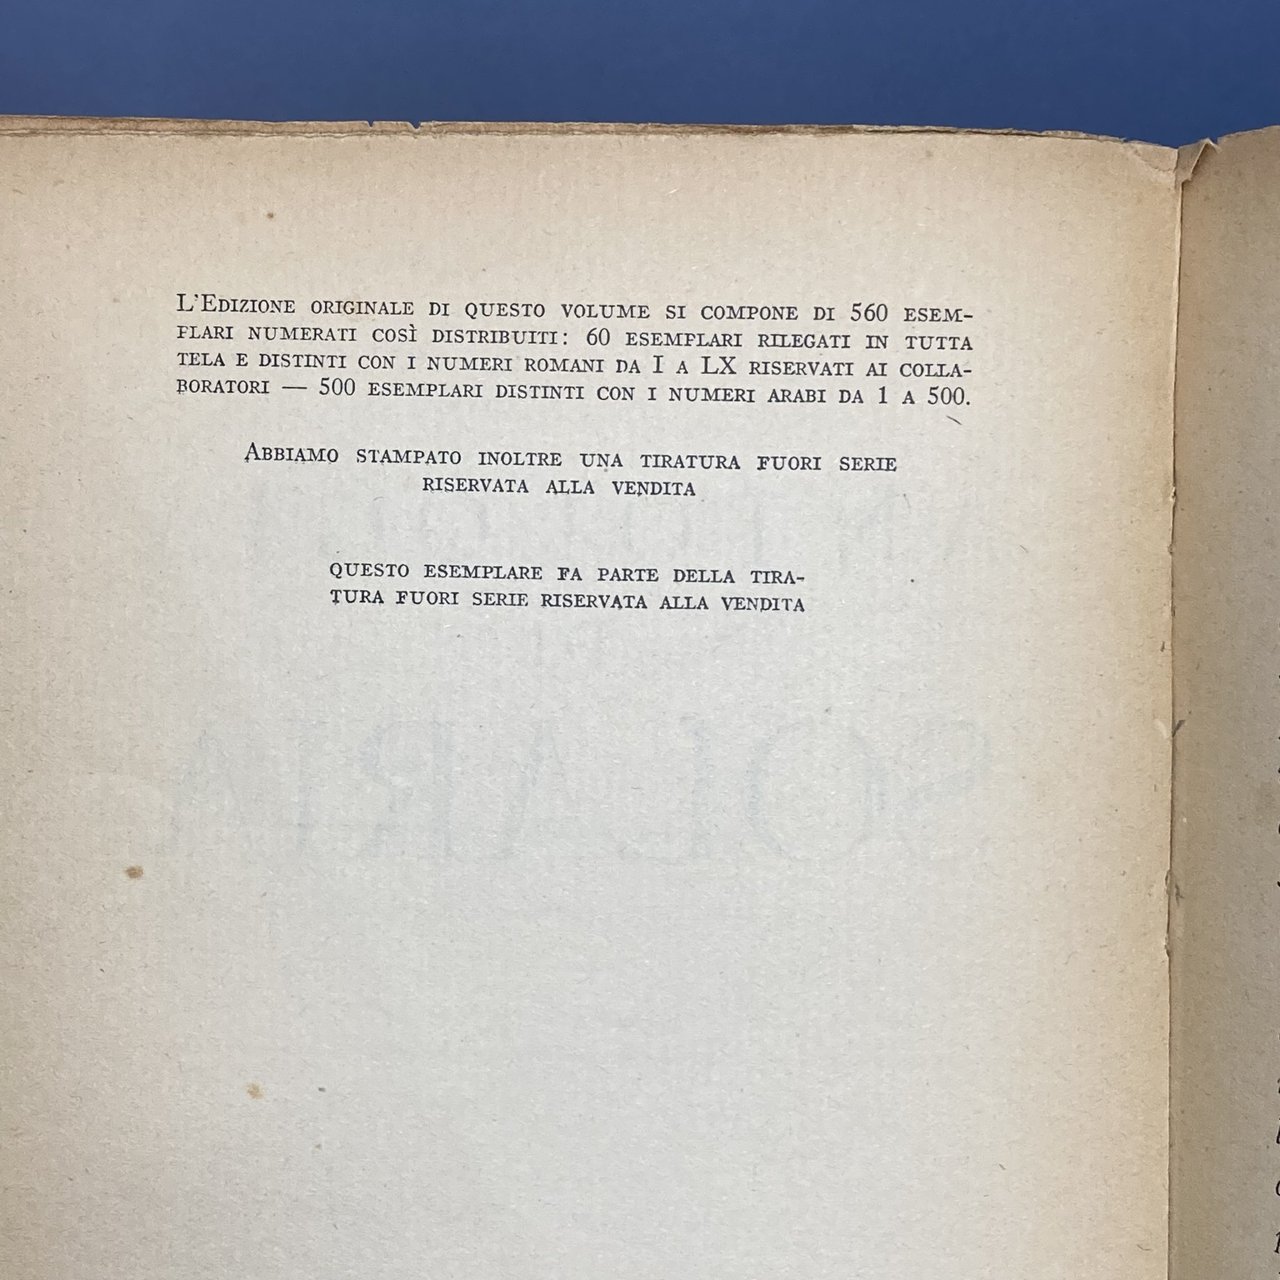 L'Edizione originale di questo volume si compone di 560 esem-
plari numerati così distribuiti: 60 esemplari rilegati in tutta
tela e distinti con i numeri romani da I a LX riservati ai colla-
boratori — 500 esemplari distinti con i numeri arabi da 1 a 500.
Abbiamo stampato inoltre una tiratura fuori serie
riservata alla vendita
questo esemplare fa parte della tira-
tura fuori serie riservata alla vendita